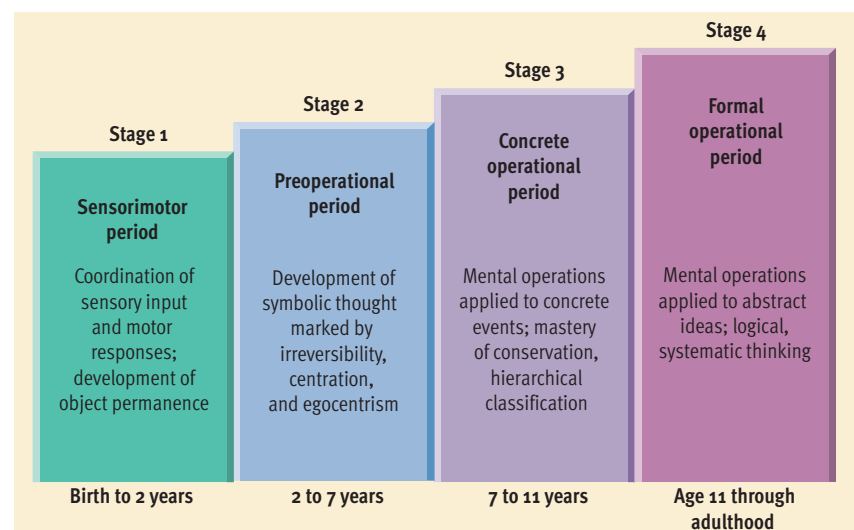 Stage 1
Sensorimotor
period
Coordination of
sensory input
and motor
responses;
development of
object permanence
Birth to 2 years
Stage 2
Preoperational
period
Development of
symbolic thought
marked by
irreversibility,
centration,
and egocentrism
2 to 7 years
Stage 3
Concrete
operational
period
Mental operations
applied to concrete
events; mastery
of conservation,
hierarchical
classification
7 to 11 years
Stage 4
Formal
operational
period
Mental operations
applied to abstract
ideas; logical,
systematic thinking
Age 11 through
adulthood